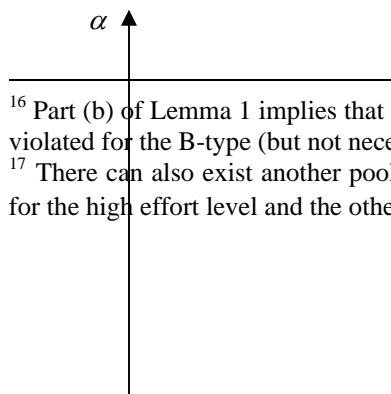 α
16 Part (b) of Lemma 1 implies that
violated for the B-type (but not nece
17 There can also exist another pool
for the high effort level and the othe